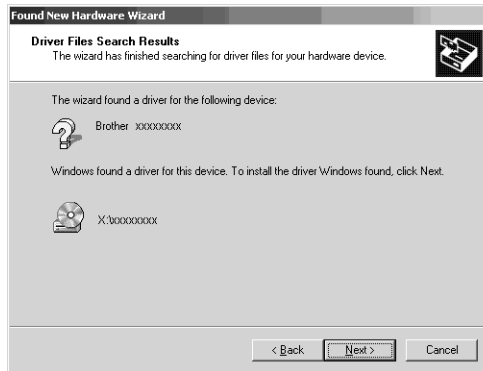 Found New Hardware Wizard
Driver Files Search Results
The wizard has finished searching for driver files for your hardware device.
The wizard found a driver for the following device:
Brother xxxxxxxx
Windows found a driver for this device. To install the driver Windows found, click Next.
X:\xxxxxxxx
< Back Next > Cancel